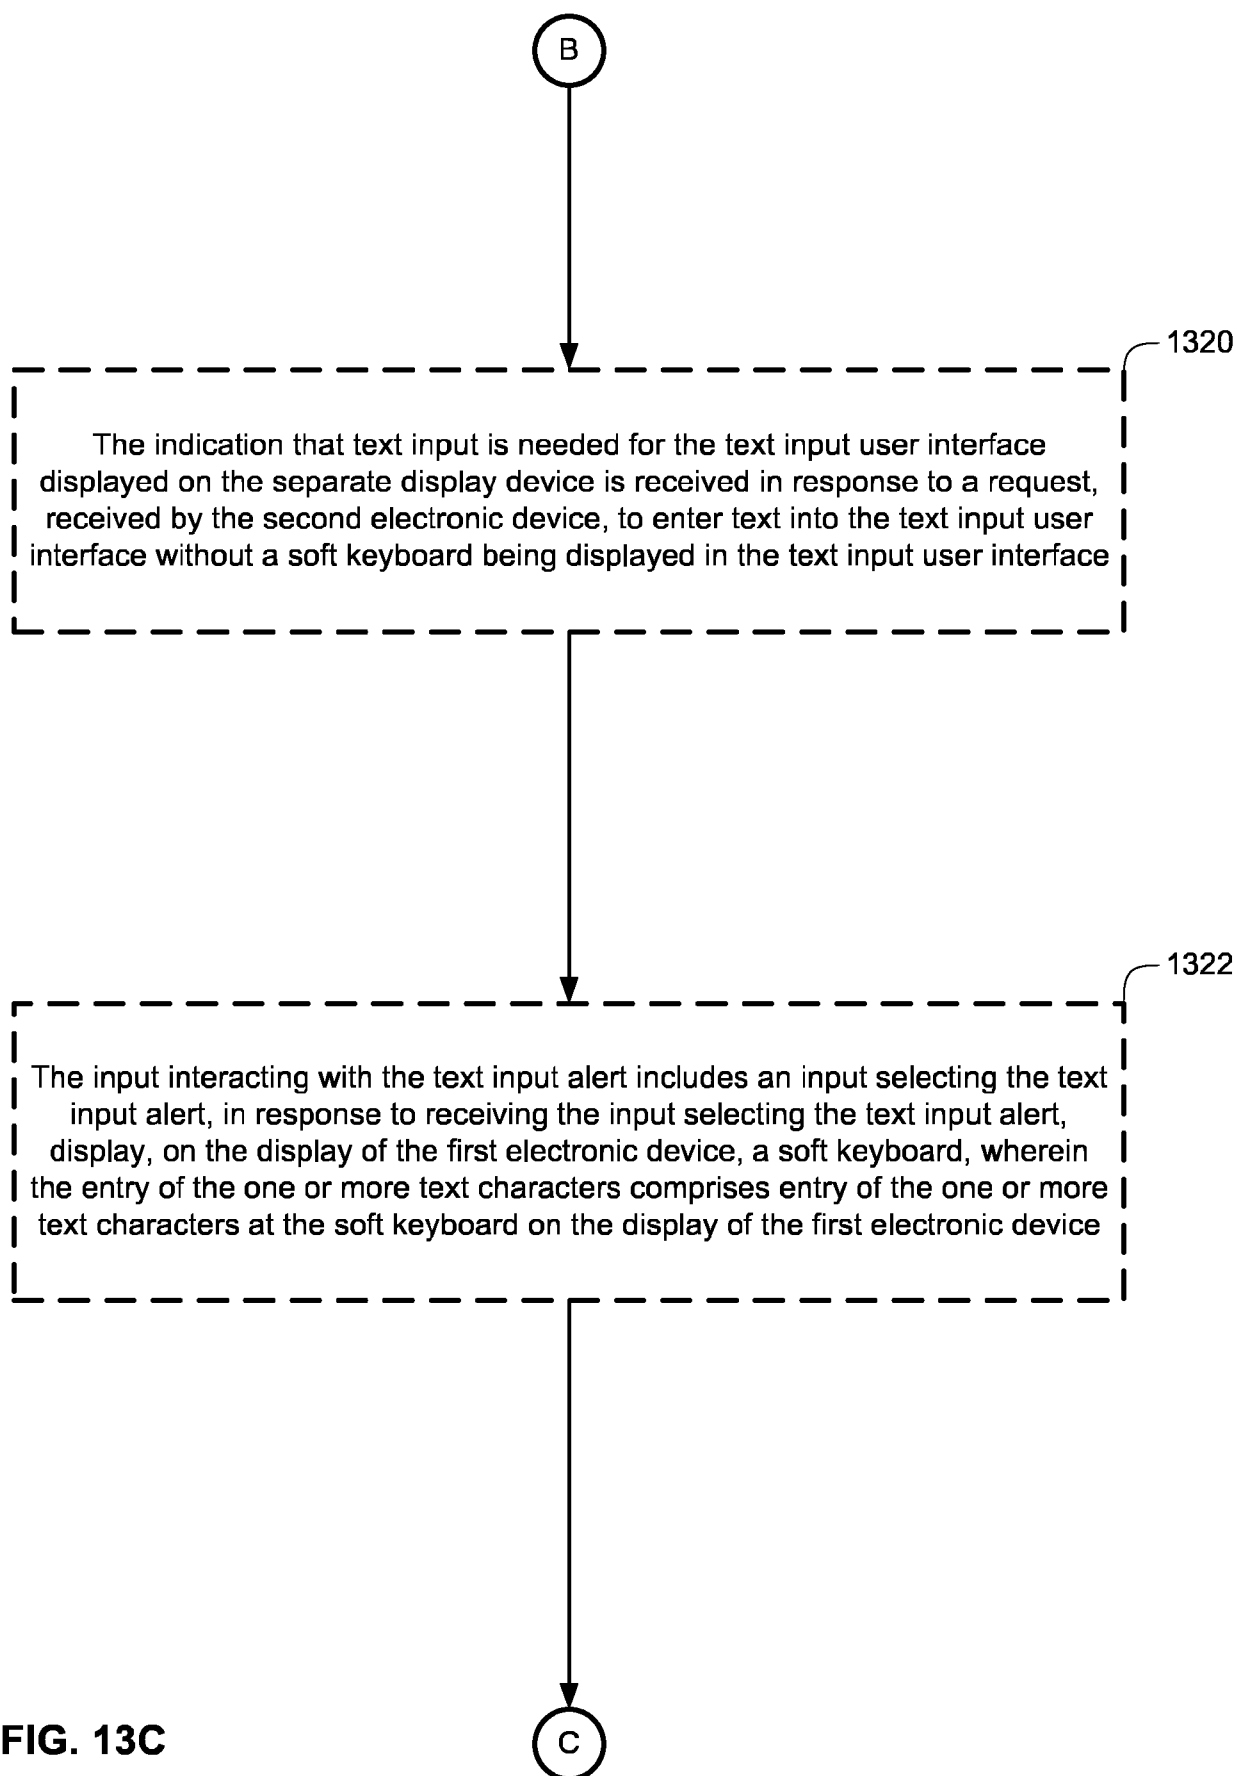 B
1320
The indication that text input is needed for the text input user interface
displayed on the separate display device is received in response to a request,
received by the second electronic device, to enter text into the text input user
interface without a soft keyboard being displayed in the text input user interface
1322
The input interacting with the text input alert includes an input selecting the text
input alert, in response to receiving the input selecting the text input alert,
display, on the display of the first electronic device, a soft keyboard, wherein
the entry of the one or more text characters comprises entry of the one or more
text characters at the soft keyboard on the display of the first electronic device
FIG. 13C
C